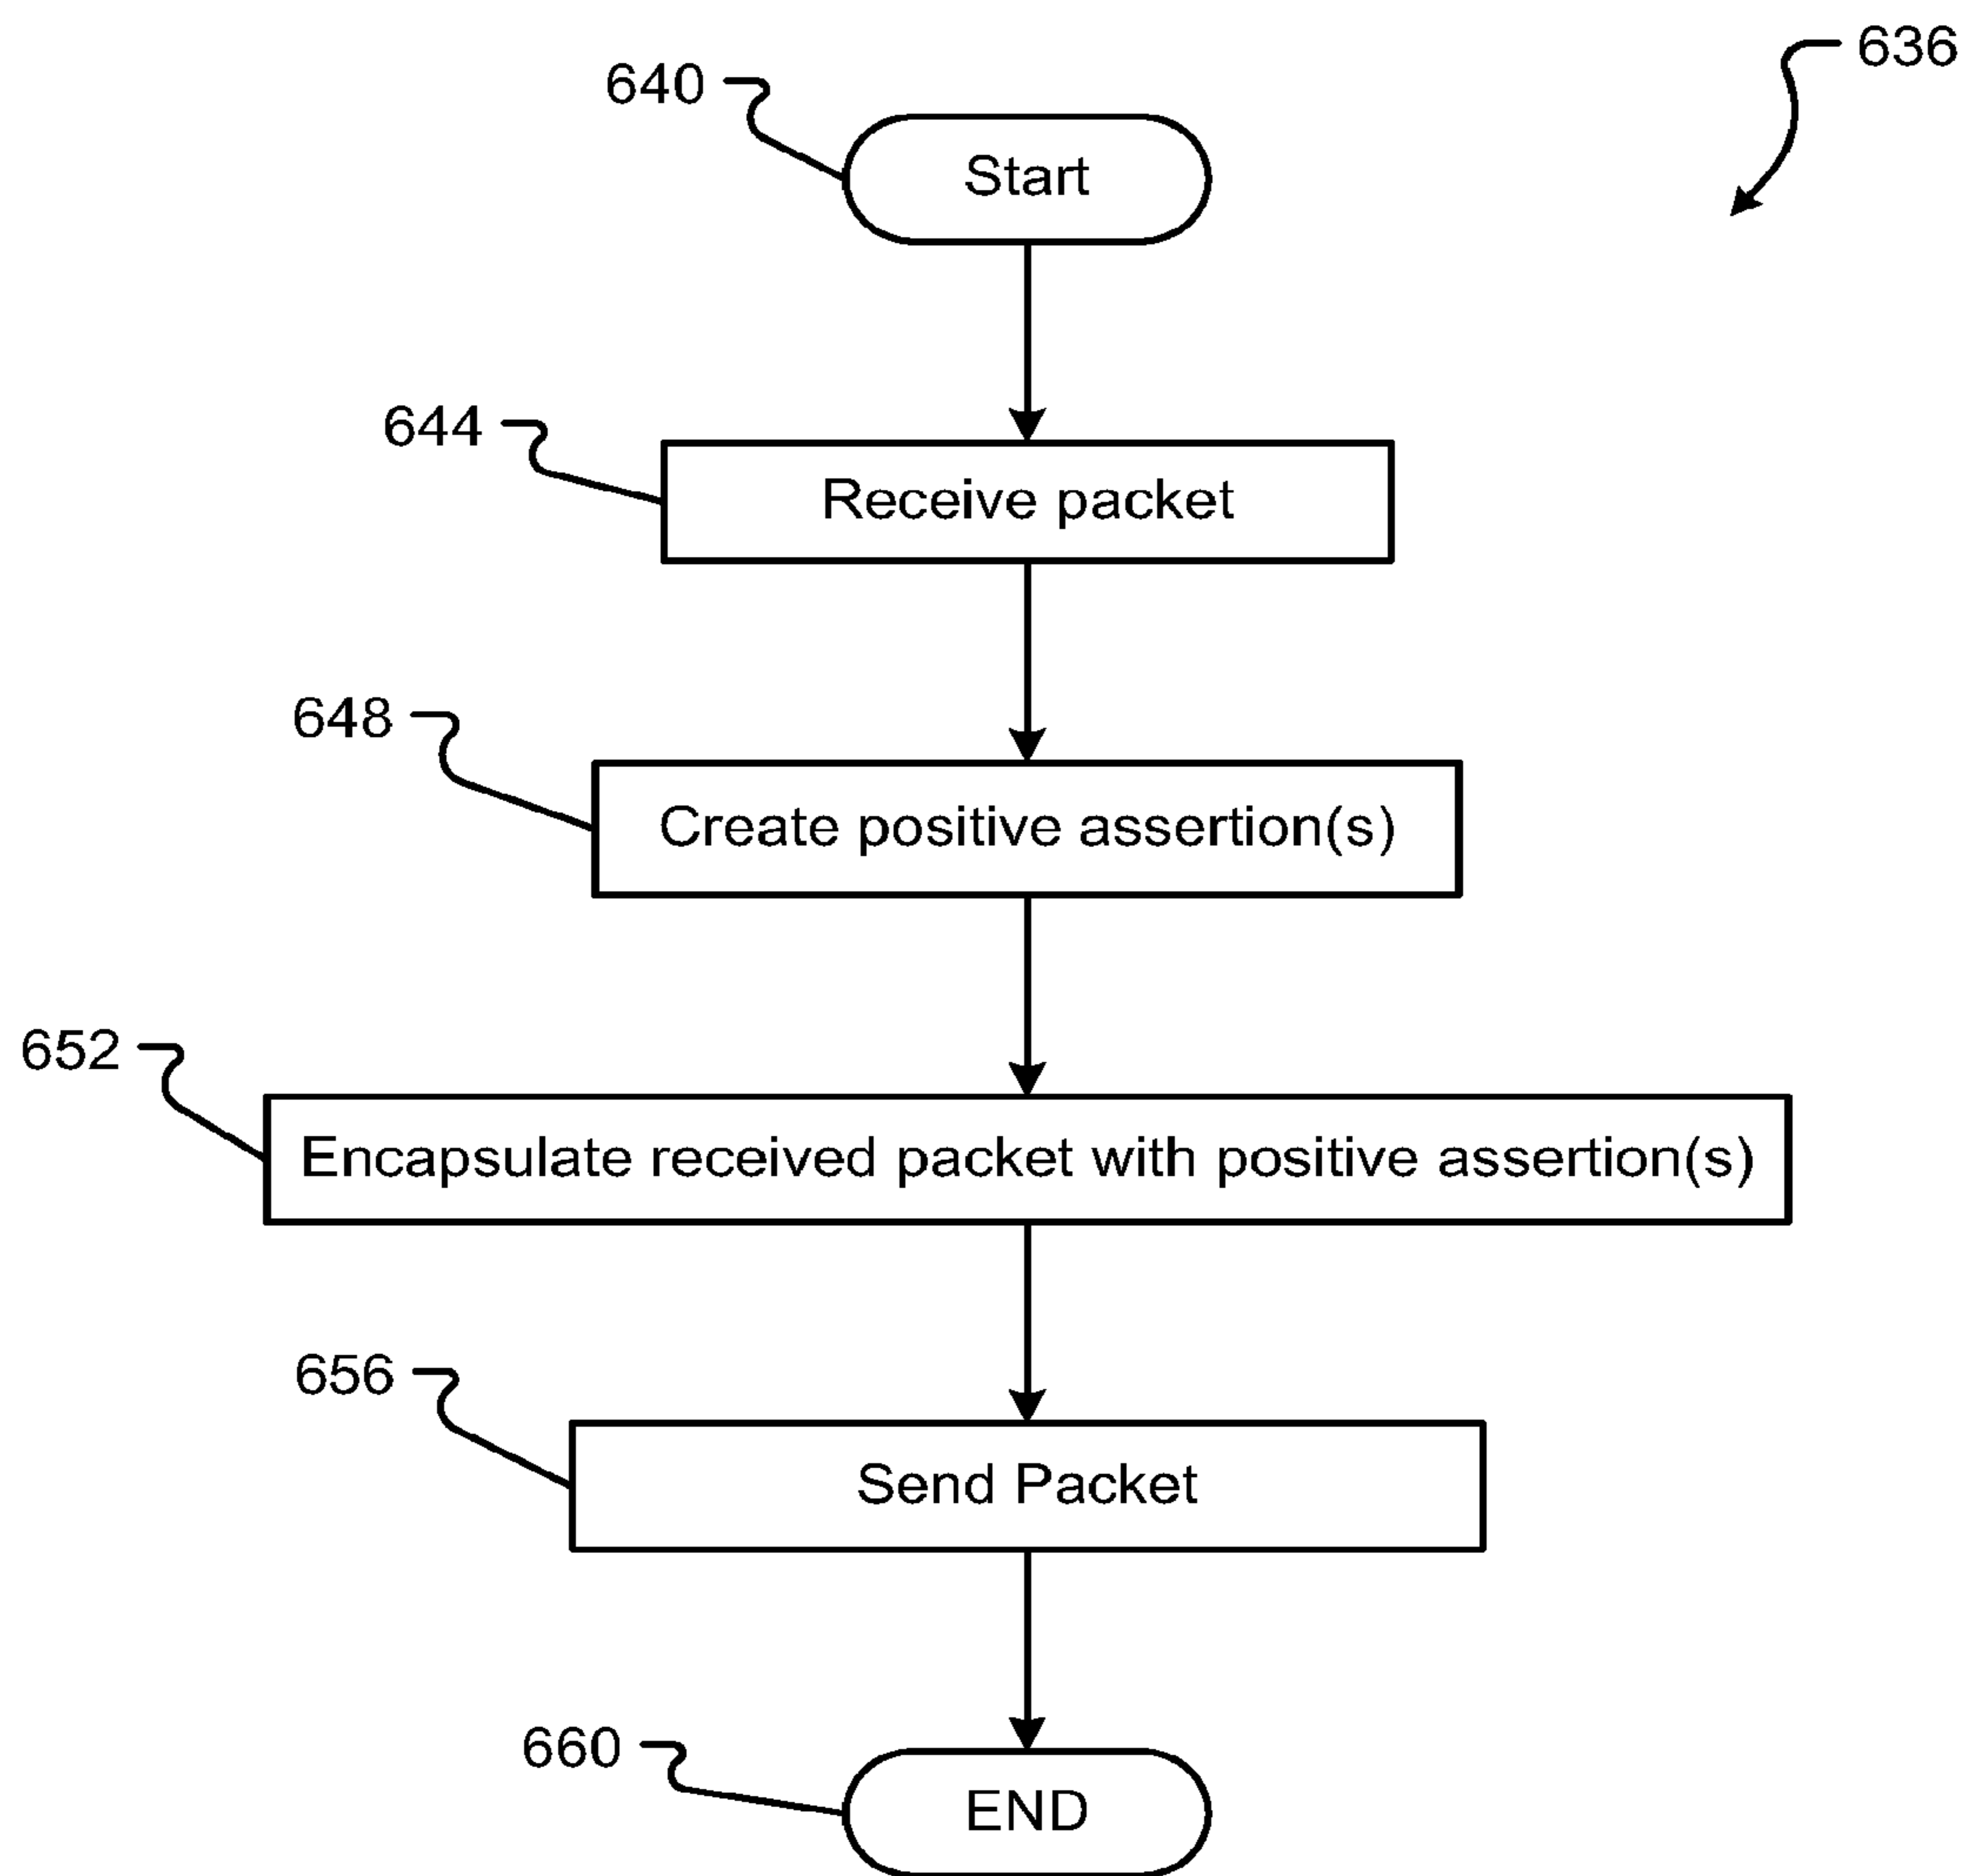 636
640
Start
644
Receive packet
648
Create positive assertion(s)
652
Encapsulate received packet with positive assertion(s)
656
Send Packet
660
END